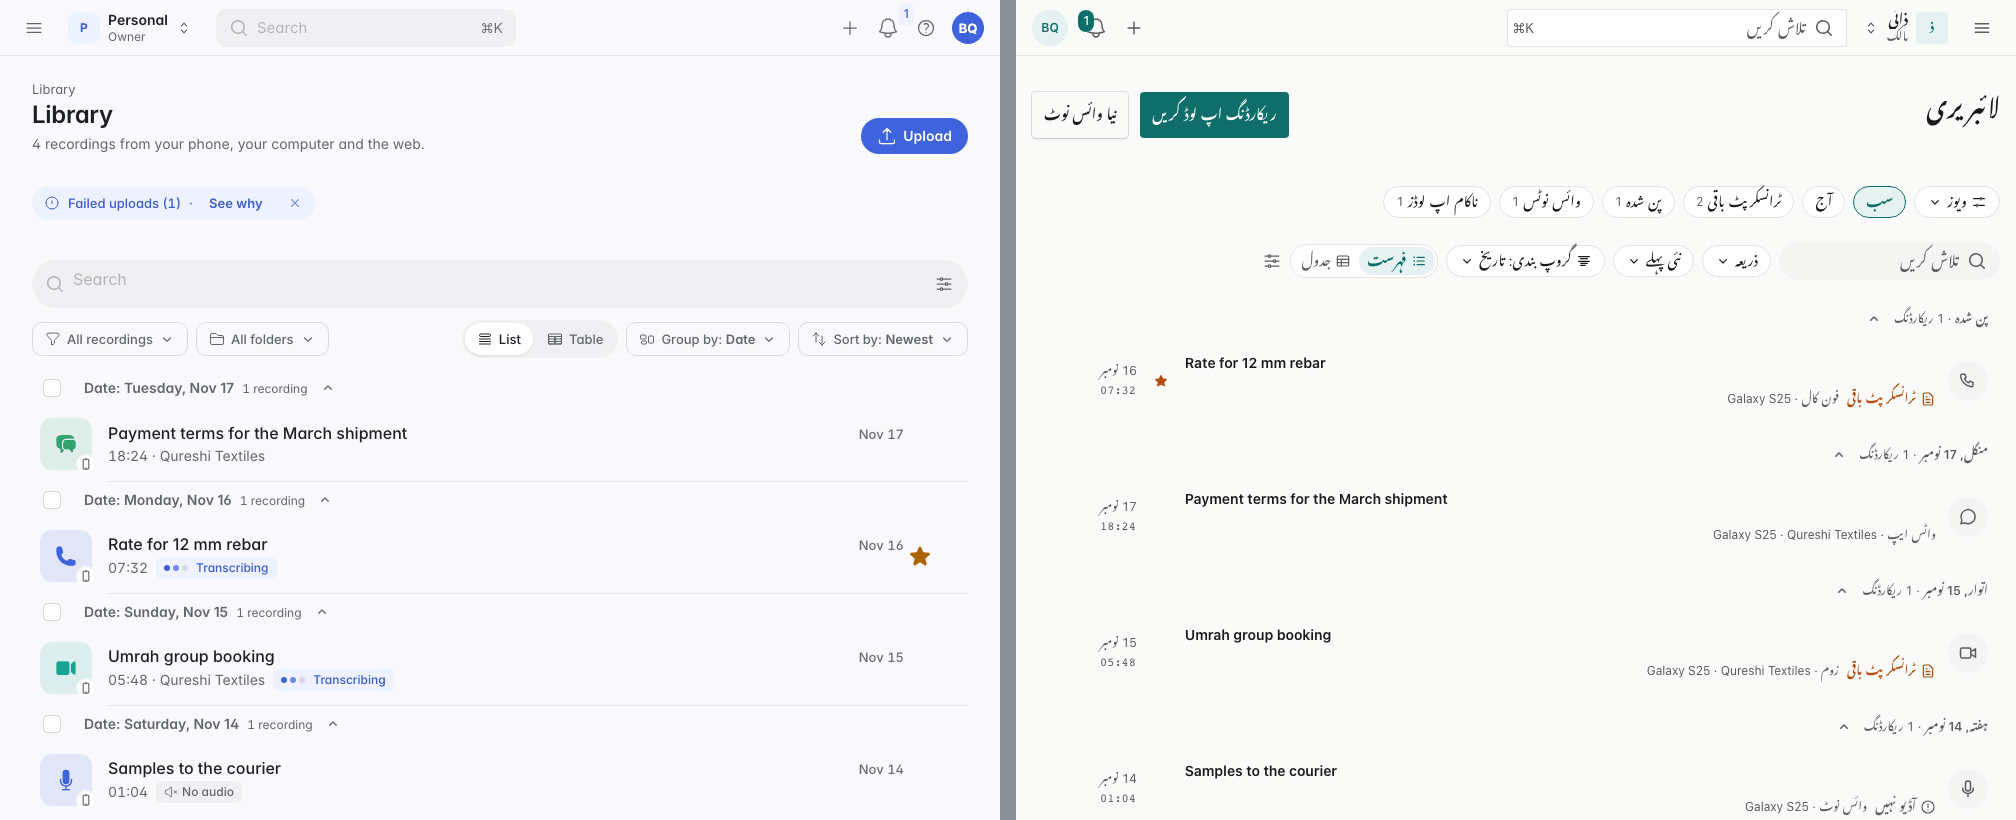 P
Personal
Owner
Search
⌘K
1
BQ
Library
Library
4 recordings from your phone, your computer and the web.
Upload
Failed uploads (1) · See why
Search
All recordings
All folders
List
Table
Group by: Date
Sort by: Newest
Date: Tuesday, Nov 17 1 recording
Payment terms for the March shipment
Nov 17
18:24 · Qureshi Textiles
Date: Monday, Nov 16 1 recording
Rate for 12 mm rebar
Nov 16
07:32 Transcribing
Date: Sunday, Nov 15 1 recording
Umrah group booking
Nov 15
05:48 · Qureshi Textiles Transcribing
Date: Saturday, Nov 14 1 recording
Samples to the courier
Nov 14
01:04 No audio
ذ
ذاتی
مالک
تلاش کریں
⌘K
1
BQ
لائبریری
ریکارڈنگ اپ لوڈ کریں
نیا وائس نوٹ
ویوز
سب
آج
ٹرانسکرپٹ باقی 2
پن شدہ 1
وائس نوٹس 1
ناکام اپ لوڈز 1
تلاش کریں
ذریعہ
نئی پہلے
گروپ بندی: تاریخ
فہرست
جدول
پن شدہ · 1 ریکارڈنگ
Rate for 12 mm rebar
16 نومبر
07:32
ٹرانسکرپٹ باقی فون کال · Galaxy S25
منگل, 17 نومبر · 1 ریکارڈنگ
Payment terms for the March shipment
17 نومبر
18:24
واٹس ایپ · Galaxy S25 · Qureshi Textiles
اتوار, 15 نومبر · 1 ریکارڈنگ
Umrah group booking
15 نومبر
05:48
ٹرانسکرپٹ باقی زوم · Galaxy S25 · Qureshi Textiles
ہفتہ, 14 نومبر · 1 ریکارڈنگ
Samples to the courier
14 نومبر
01:04
آڈیو نہیں وائس نوٹ · Galaxy S25